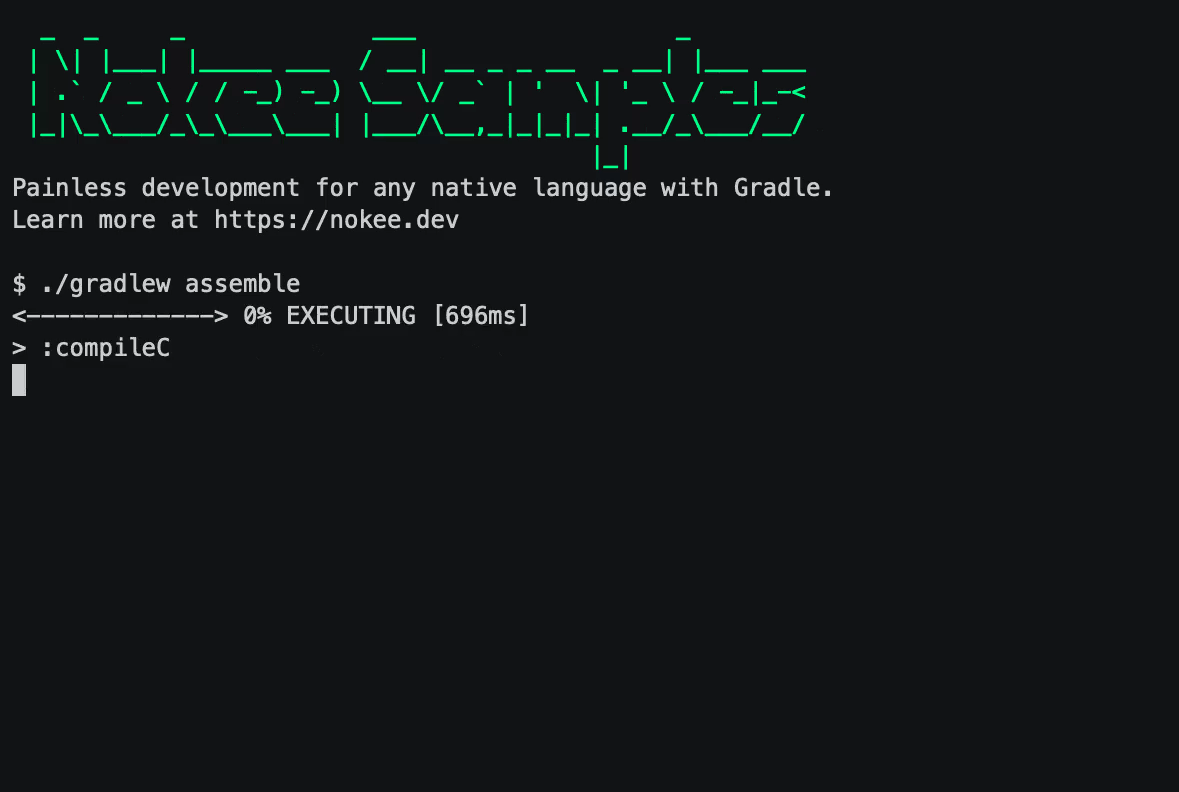 Nokee Samples
Painless development for any native language with Gradle.
Learn more at https://nokee.dev
$ ./gradlew assemble
<-------------> 0% EXECUTING [696ms]
> :compileC